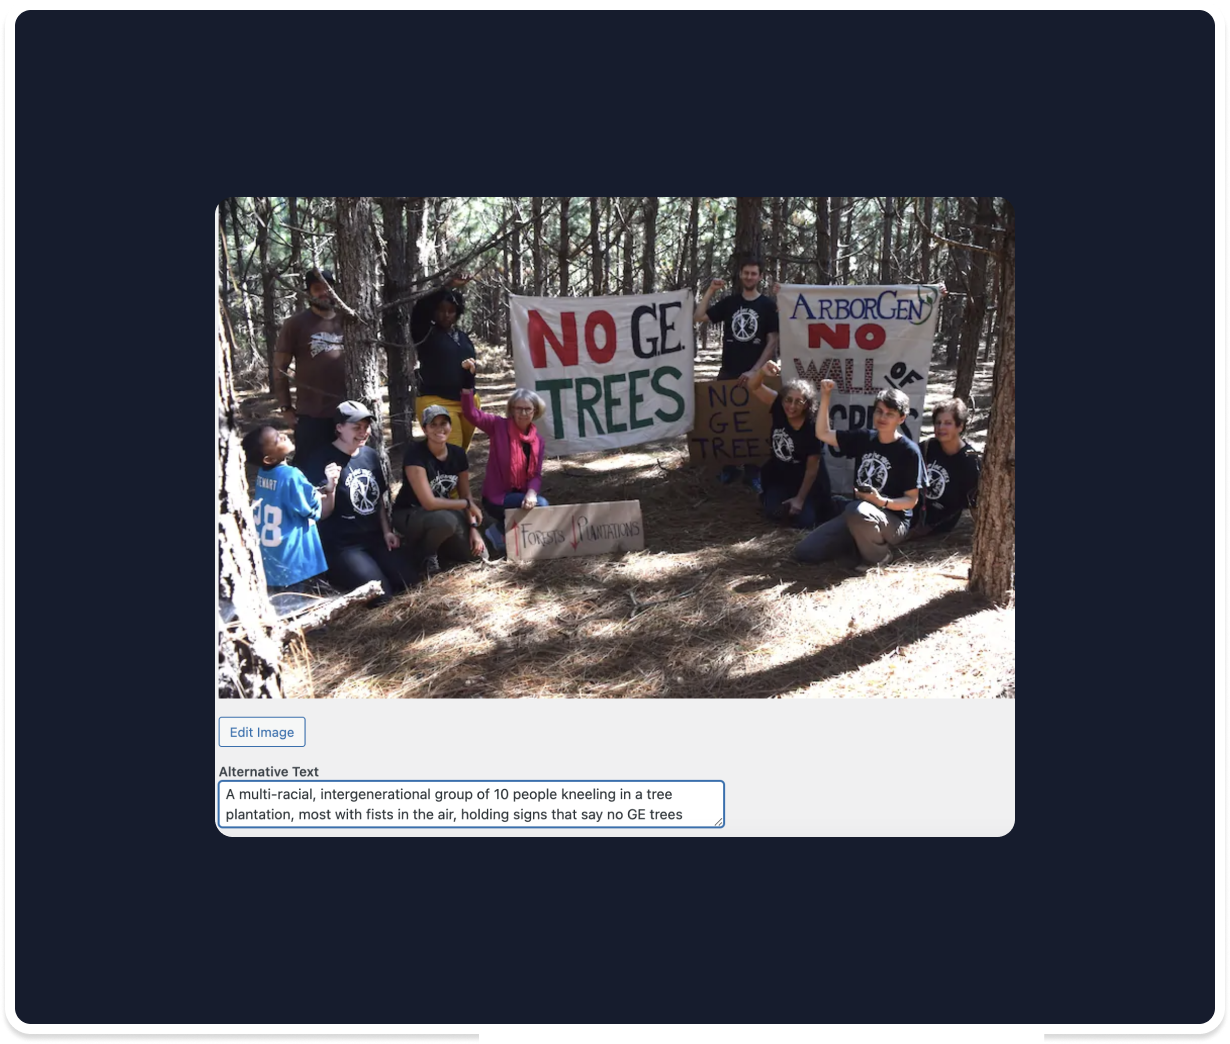 NO GE.
TREES
ARBORGEN
NO
WALL OF
NO
GE
TREES
28
FORESTS PLANTATIONS
Edit Image
Alternative Text
A multi-racial, intergenerational group of 10 people kneeling in a tree
plantation, most with fists in the air, holding signs that say no GE trees